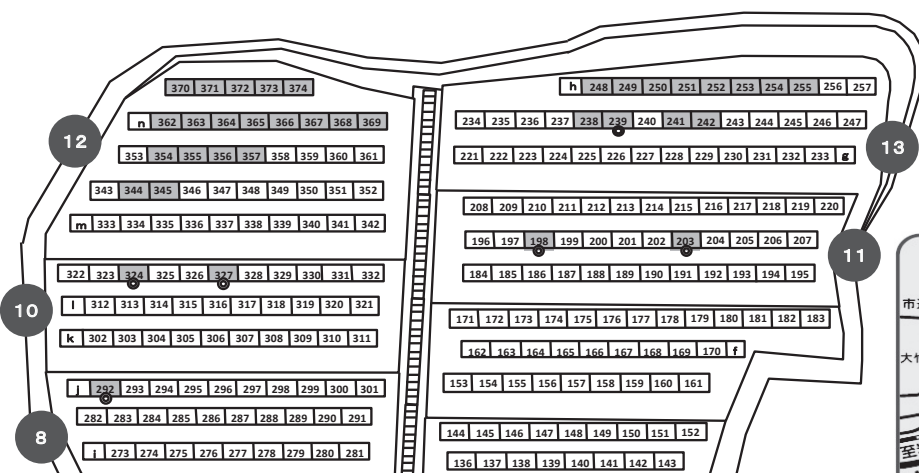 370 371 372 373 374
n 362 363 364 365 366 367 368 369
12
353 354 355 356 357 358 359 360 361
343 344 345 346 347 348 349 350 351 352
m 333 334 335 336 337 338 339 340 341 342
322 323 324 325 326 327 328 329 330 331 332
10
l 312 313 314 315 316 317 318 319 320 321
k 302 303 304 305 306 307 308 309 310 311
j 292 293 294 295 296 297 298 299 300 301
282 283 284 285 286 287 288 289 290 291
8
i 273 274 275 276 277 278 279 280 281
h 248 249 250 251 252 253 254 255 256 257
234 235 236 237 238 239 240 241 242 243 244 245 246 247
13
221 222 223 224 225 226 227 228 229 230 231 232 233 g
208 209 210 211 212 213 214 215 216 217 218 219 220
196 197 198 199 200 201 202 203 204 205 206 207
11
184 185 186 187 188 189 190 191 192 193 194 195
171 172 173 174 175 176 177 178 179 180 181 182 183
162 163 164 165 166 167 168 169 170 f
153 154 155 156 157 158 159 160 161
144 145 146 147 148 149 150 151 152
136 137 138 139 140 141 142 143
市
大竹
至